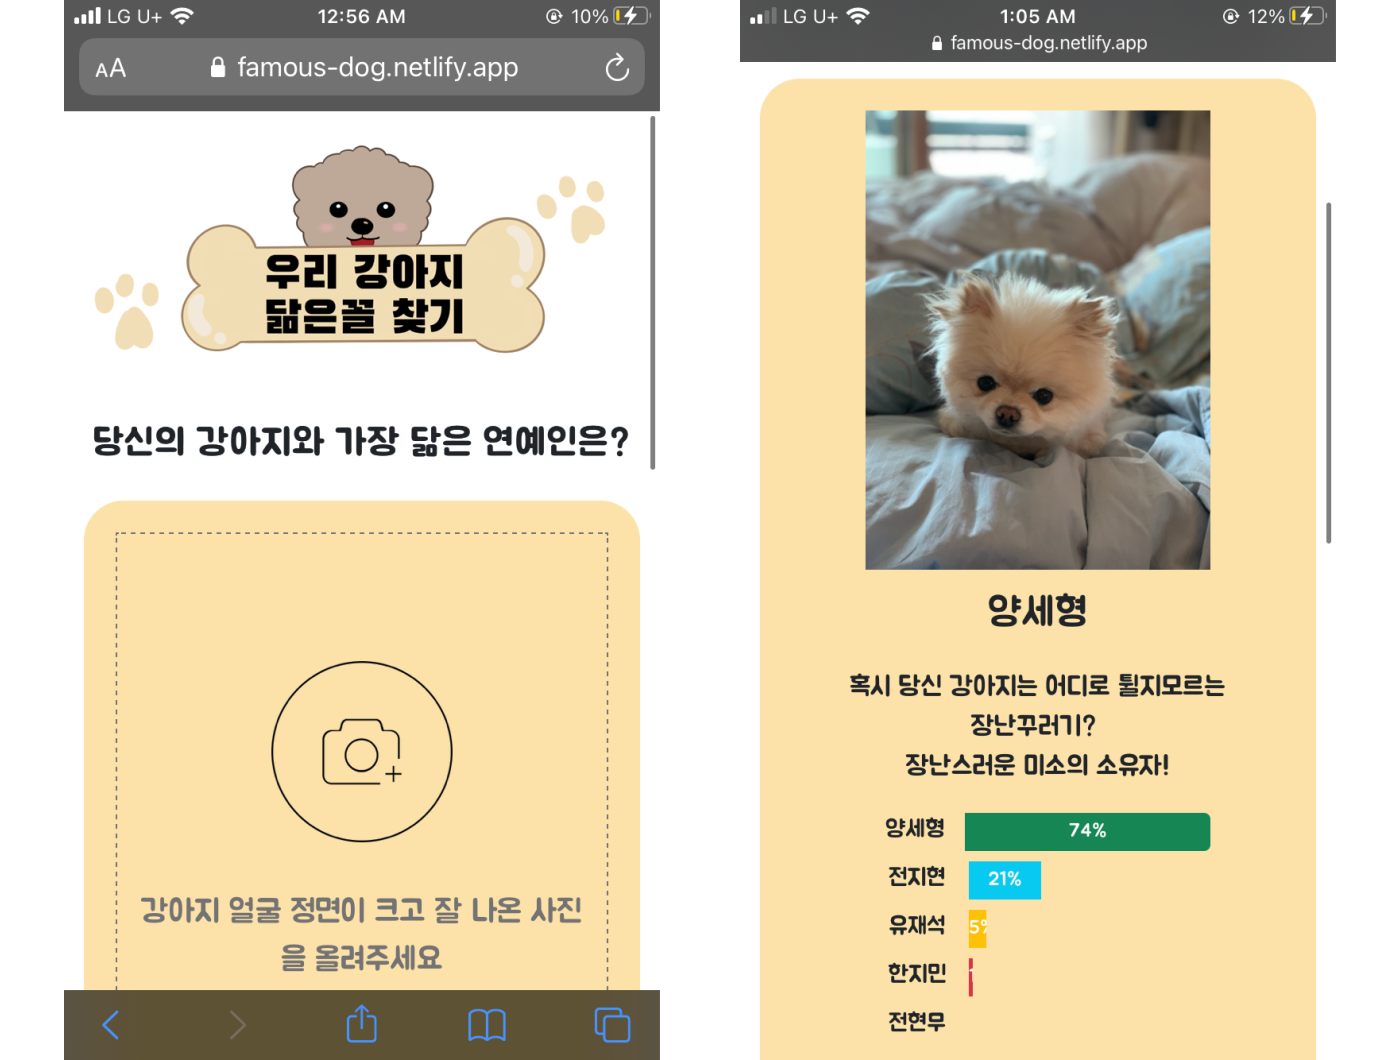 LG U+
12:56 AM
10%
AA
famous-dog.netlify.app
우리 강아지
닮은꼴 찾기
당신의 강아지와 가장 닮은 연예인은?
강아지 얼굴 정면이 크고 잘 나온 사진
을 올려주세요
LG U+
1:05 AM
12%
famous-dog.netlify.app
양세형
혹시 당신 강아지는 어디로 튈지모르는
장난꾸러기?
장난스러운 미소의 소유자!
양세형 74%
전지현 21%
유재석 5%
한지민
전현무